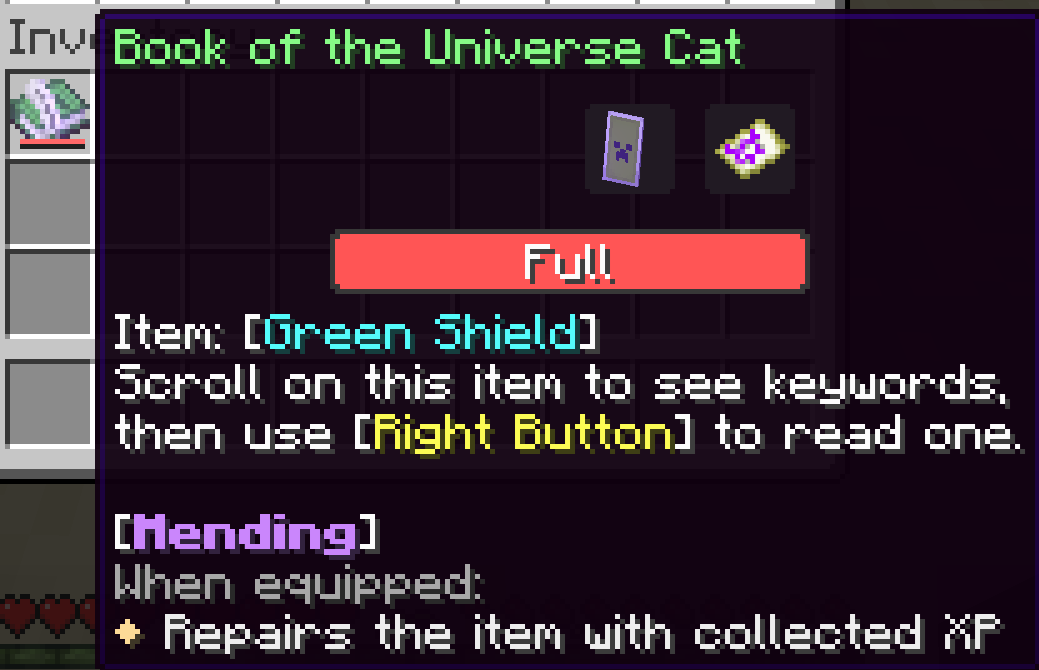 Book of the Universe Cat
Full
Item: [Green Shield]
Scroll on this item to see keywords,
then use [Right Button] to read one.
[Mending]
When equipped:
Repairs the item with collected XP